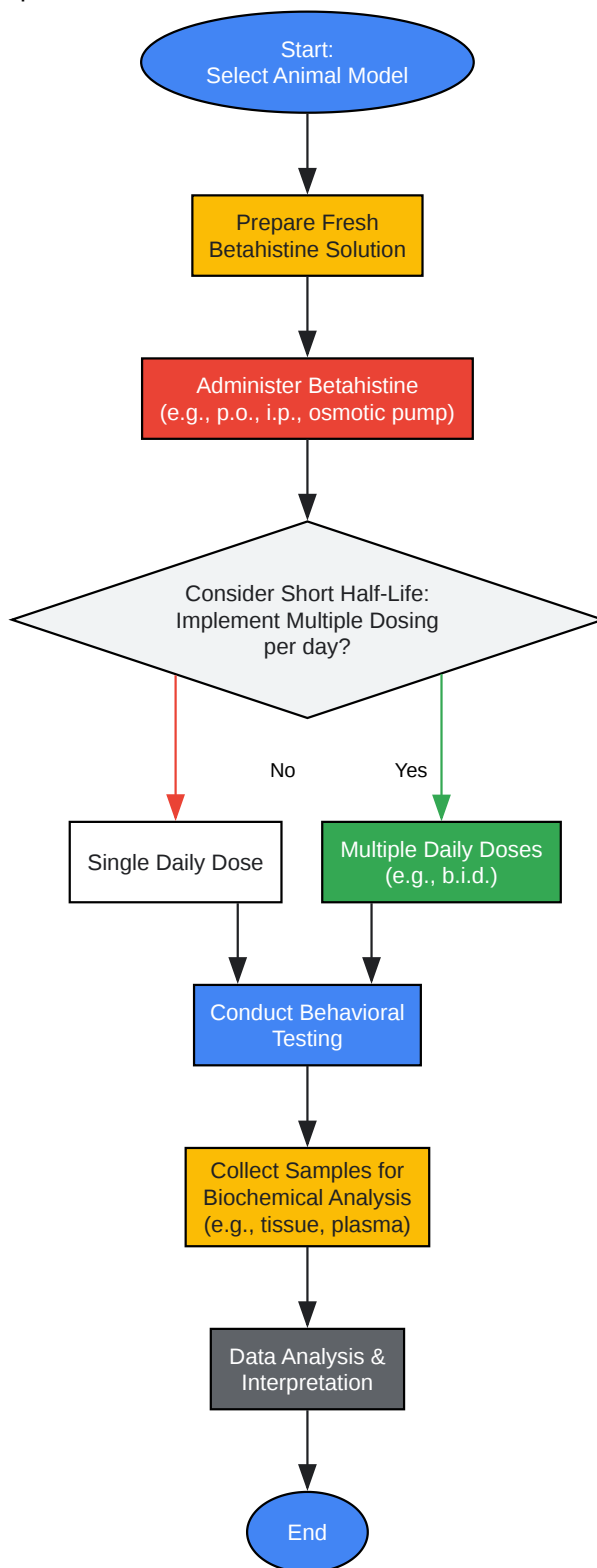 Start:
Select Animal Model
Prepare Fresh
Betahistine Solution
Administer Betahistine
(e.g., p.o., i.p., osmotic pump)
Consider Short Half-Life:
Implement Multiple Dosing
per day?
No
Yes
Single Daily Dose
Multiple Daily Doses
(e.g., b.i.d.)
Conduct Behavioral
Testing
Collect Samples for
Biochemical Analysis
(e.g., tissue, plasma)
Data Analysis &
Interpretation
End